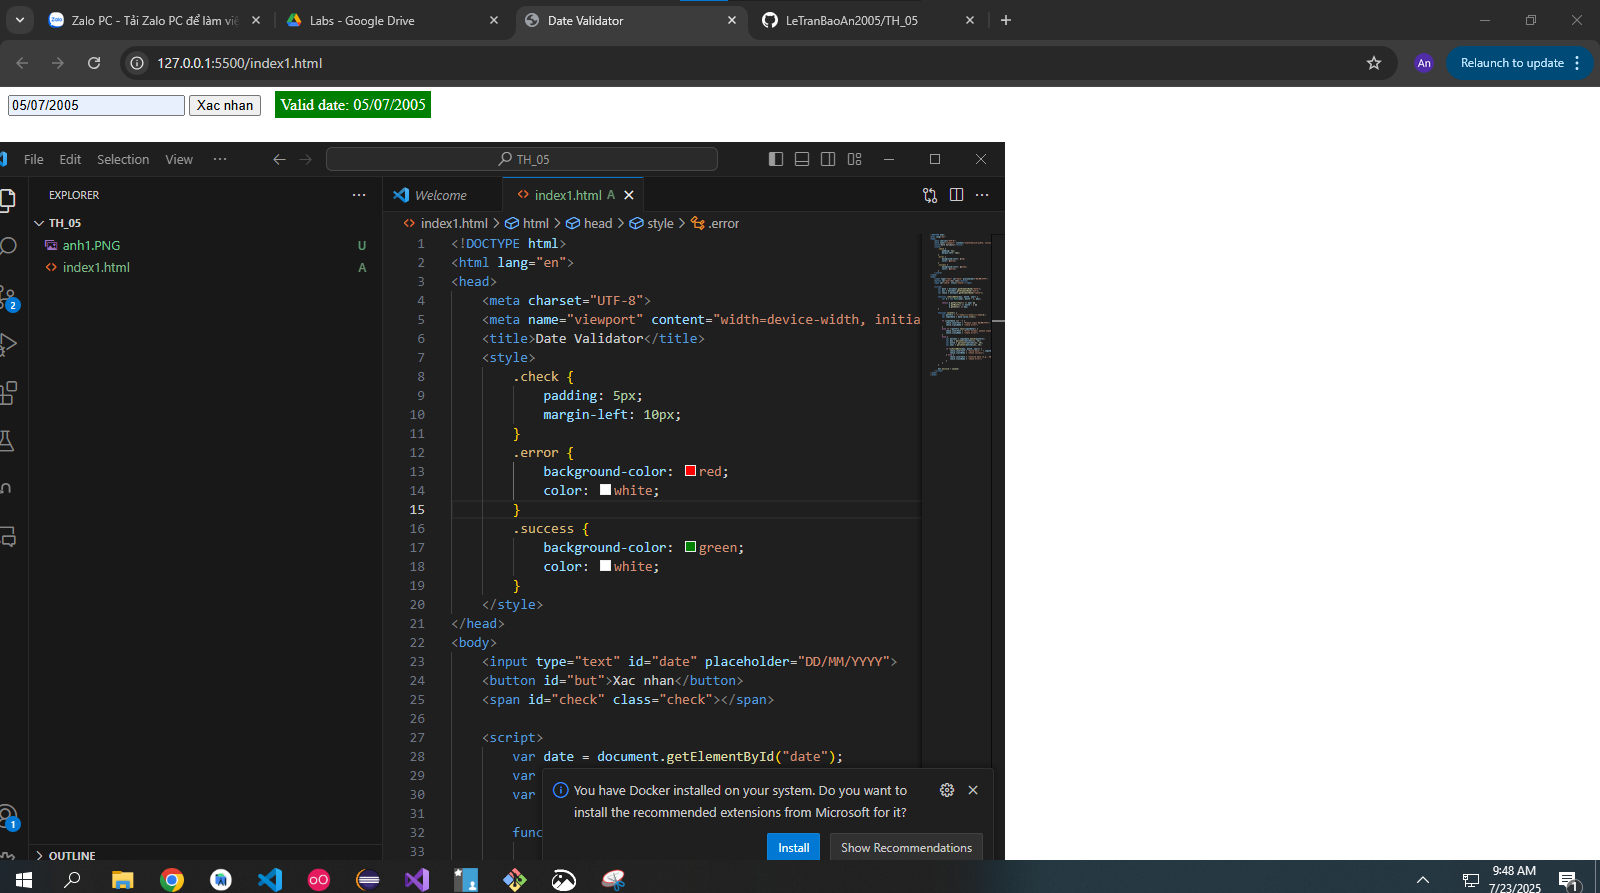 Zalo PC - Tải Zalo PC để làm việ
Labs - Google Drive
Date Validator
LeTranBaoAn2005/TH_05
127.0.0.1:5500/index1.html
An
Relaunch to update
05/07/2005
Xac nhan
Valid date: 05/07/2005
File Edit Selection View ···
TH_05
EXPLORER
Welcome
index1.html A
TH_05
index1.html > html > head > style > .error
anh1.PNG U
index1.html A
2
1
1 <!DOCTYPE html>
2 <html lang="en">
3 <head>
4 <meta charset="UTF-8">
5 <meta name="viewport" content="width=device-width, initia
6 <title>Date Validator</title>
7 <style>
8 .check {
9 padding: 5px;
10 margin-left: 10px;
11 }
12 .error {
13 background-color: red;
14 color: white;
15 }
16 .success {
17 background-color: green;
18 color: white;
19 }
20 </style>
21 </head>
22 <body>
23 <input type="text" id="date" placeholder="DD/MM/YYYY">
24 <button id="but">Xac nhan</button>
25 <span id="check" class="check"></span>
26
27 <script>
28 var date = document.getElementById("date");
29 var
30 var
31
32 func
33
You have Docker installed on your system. Do you want to
install the recommended extensions from Microsoft for it?
Install
Show Recommendations
OUTLINE
9:48 AM
7/23/2025
1